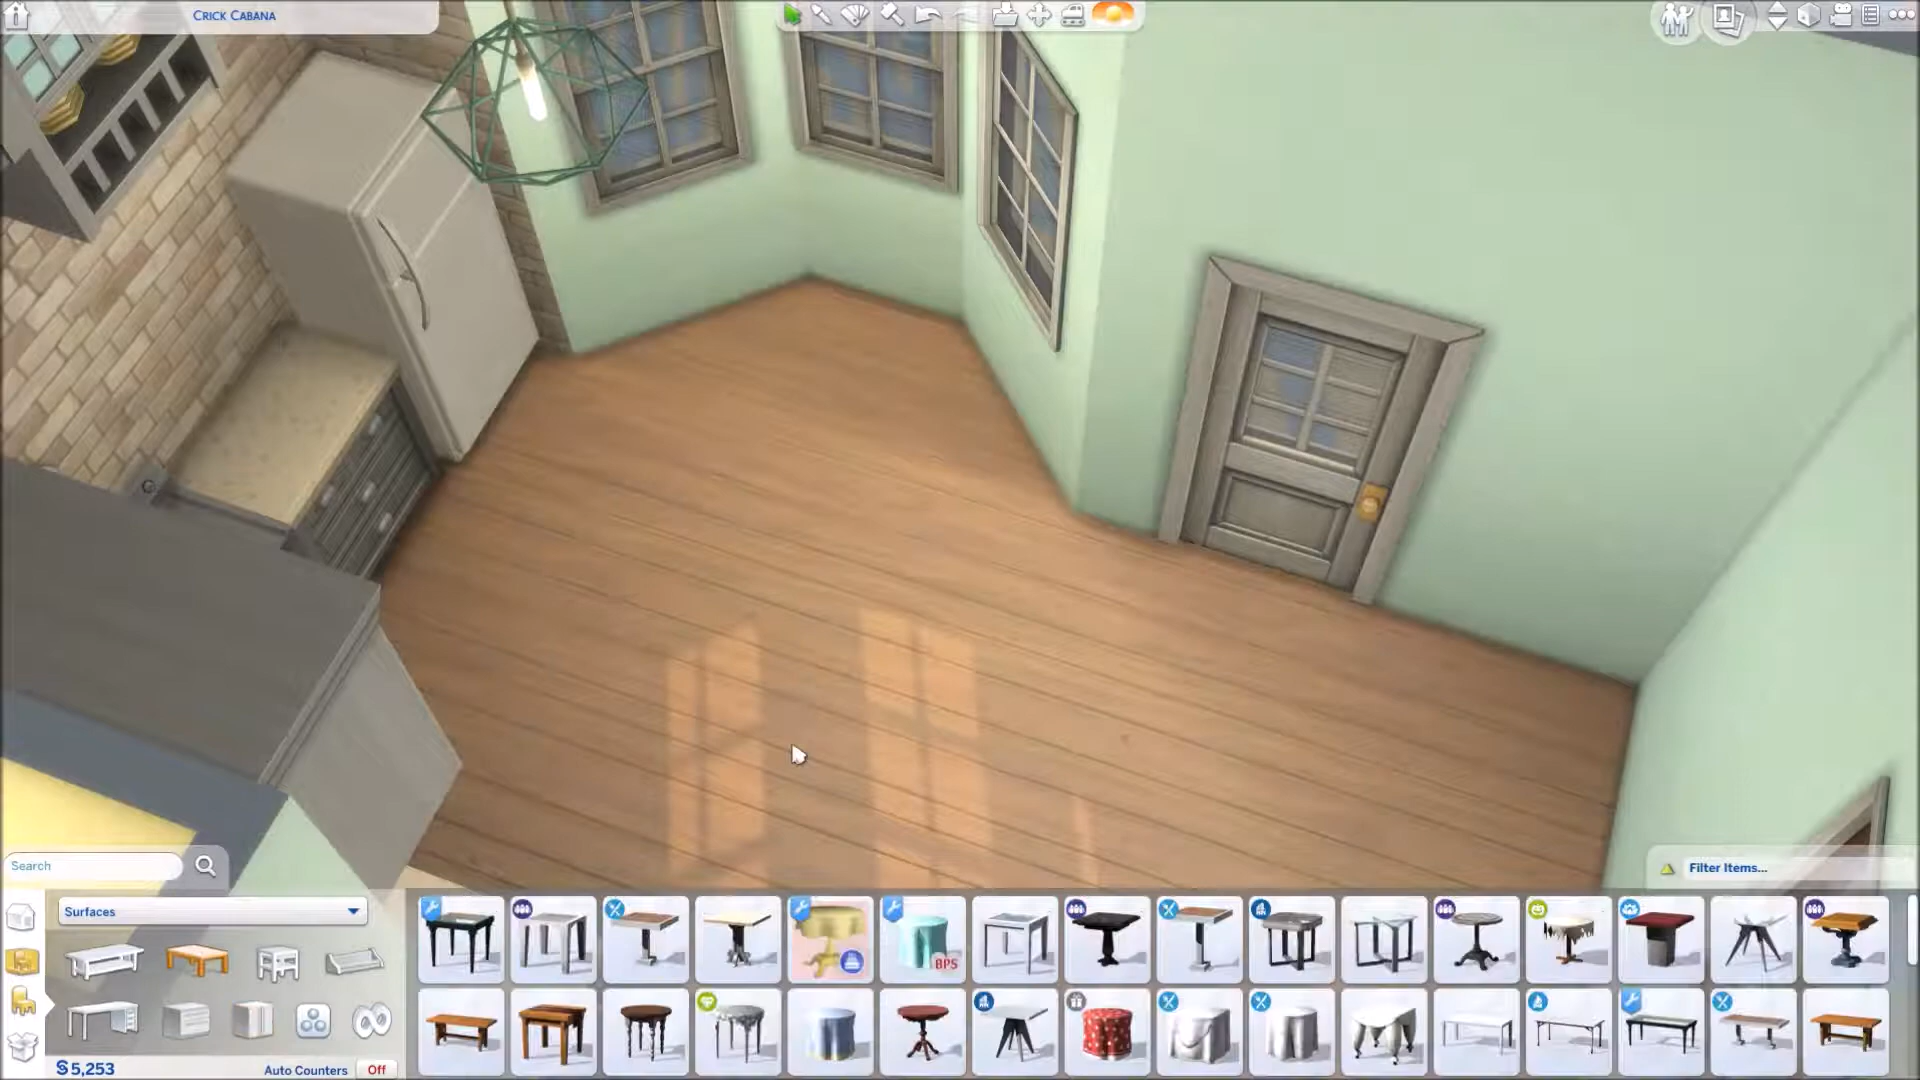 Crick Cabana
Search
Filter Items...
Surfaces
BPS
§5,253
Auto Counters
Off